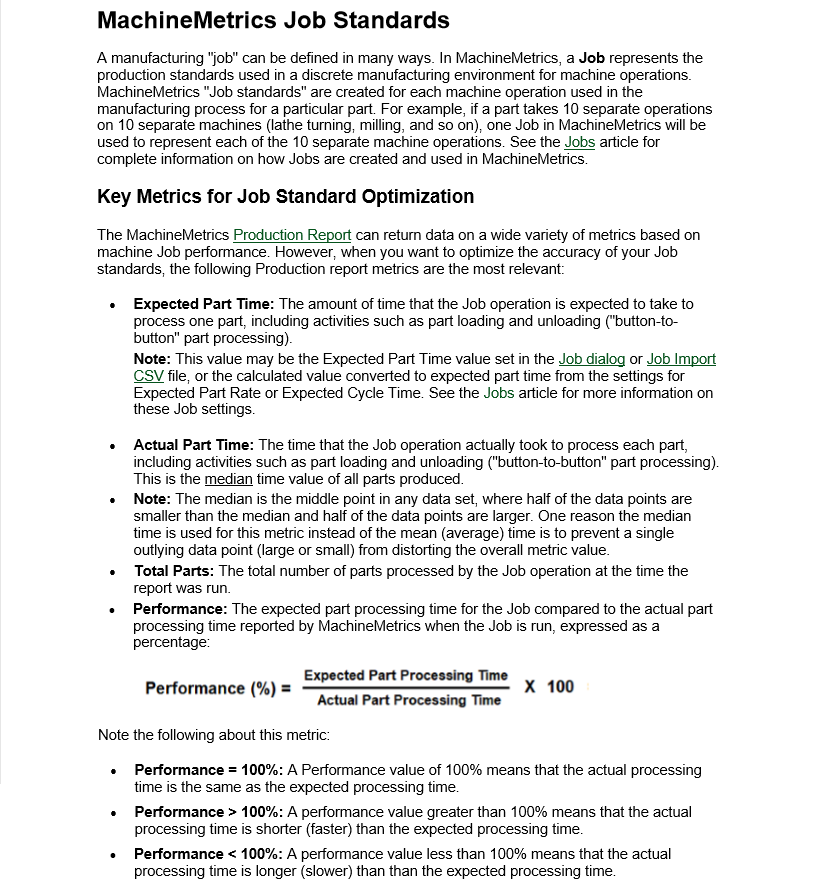 MachineMetrics Job Standards
A manufacturing "job" can be defined in many ways. In MachineMetrics, a Job represents the
production standards used in a discrete manufacturing environment for machine operations.
MachineMetrics "Job standards" are created for each machine operation used in the
manufacturing process for a particular part. For example, if a part takes 10 separate operations
on 10 separate machines (lathe turning, milling, and so on), one Job in MachineMetrics will be
used to represent each of the 10 separate machine operations. See the Jobs article for
complete information on how Jobs are created and used in MachineMetrics.
Key Metrics for Job Standard Optimization
The MachineMetrics Production Report can return data on a wide variety of metrics based on
machine Job performance. However, when you want to optimize the accuracy of your Job
standards, the following Production report metrics are the most relevant:
• Expected Part Time: The amount of time that the Job operation is expected to take to
process one part, including activities such as part loading and unloading ("button-to-
button" part processing).
Note: This value may be the Expected Part Time value set in the Job dialog or Job Import
CSV file, or the calculated value converted to expected part time from the settings for
Expected Part Rate or Expected Cycle Time. See the Jobs article for more information on
these Job settings.
• Actual Part Time: The time that the Job operation actually took to process each part,
including activities such as part loading and unloading ("button-to-button" part processing).
This is the median time value of all parts produced.
• Note: The median is the middle point in any data set, where half of the data points are
smaller than the median and half of the data points are larger. One reason the median
time is used for this metric instead of the mean (average) time is to prevent a single
outlying data point (large or small) from distorting the overall metric value.
• Total Parts: The total number of parts processed by the Job operation at the time the
report was run.
• Performance: The expected part processing time for the Job compared to the actual part
processing time reported by MachineMetrics when the Job is run, expressed as a
percentage:
Performance (%) = Expected Part Processing Time X 100
Actual Part Processing Time
Note the following about this metric:
• Performance = 100%: A Performance value of 100% means that the actual processing
time is the same as the expected processing time.
• Performance > 100%: A performance value greater than 100% means that the actual
processing time is shorter (faster) than the expected processing time.
• Performance < 100%: A performance value less than 100% means that the actual
processing time is longer (slower) than than the expected processing time.